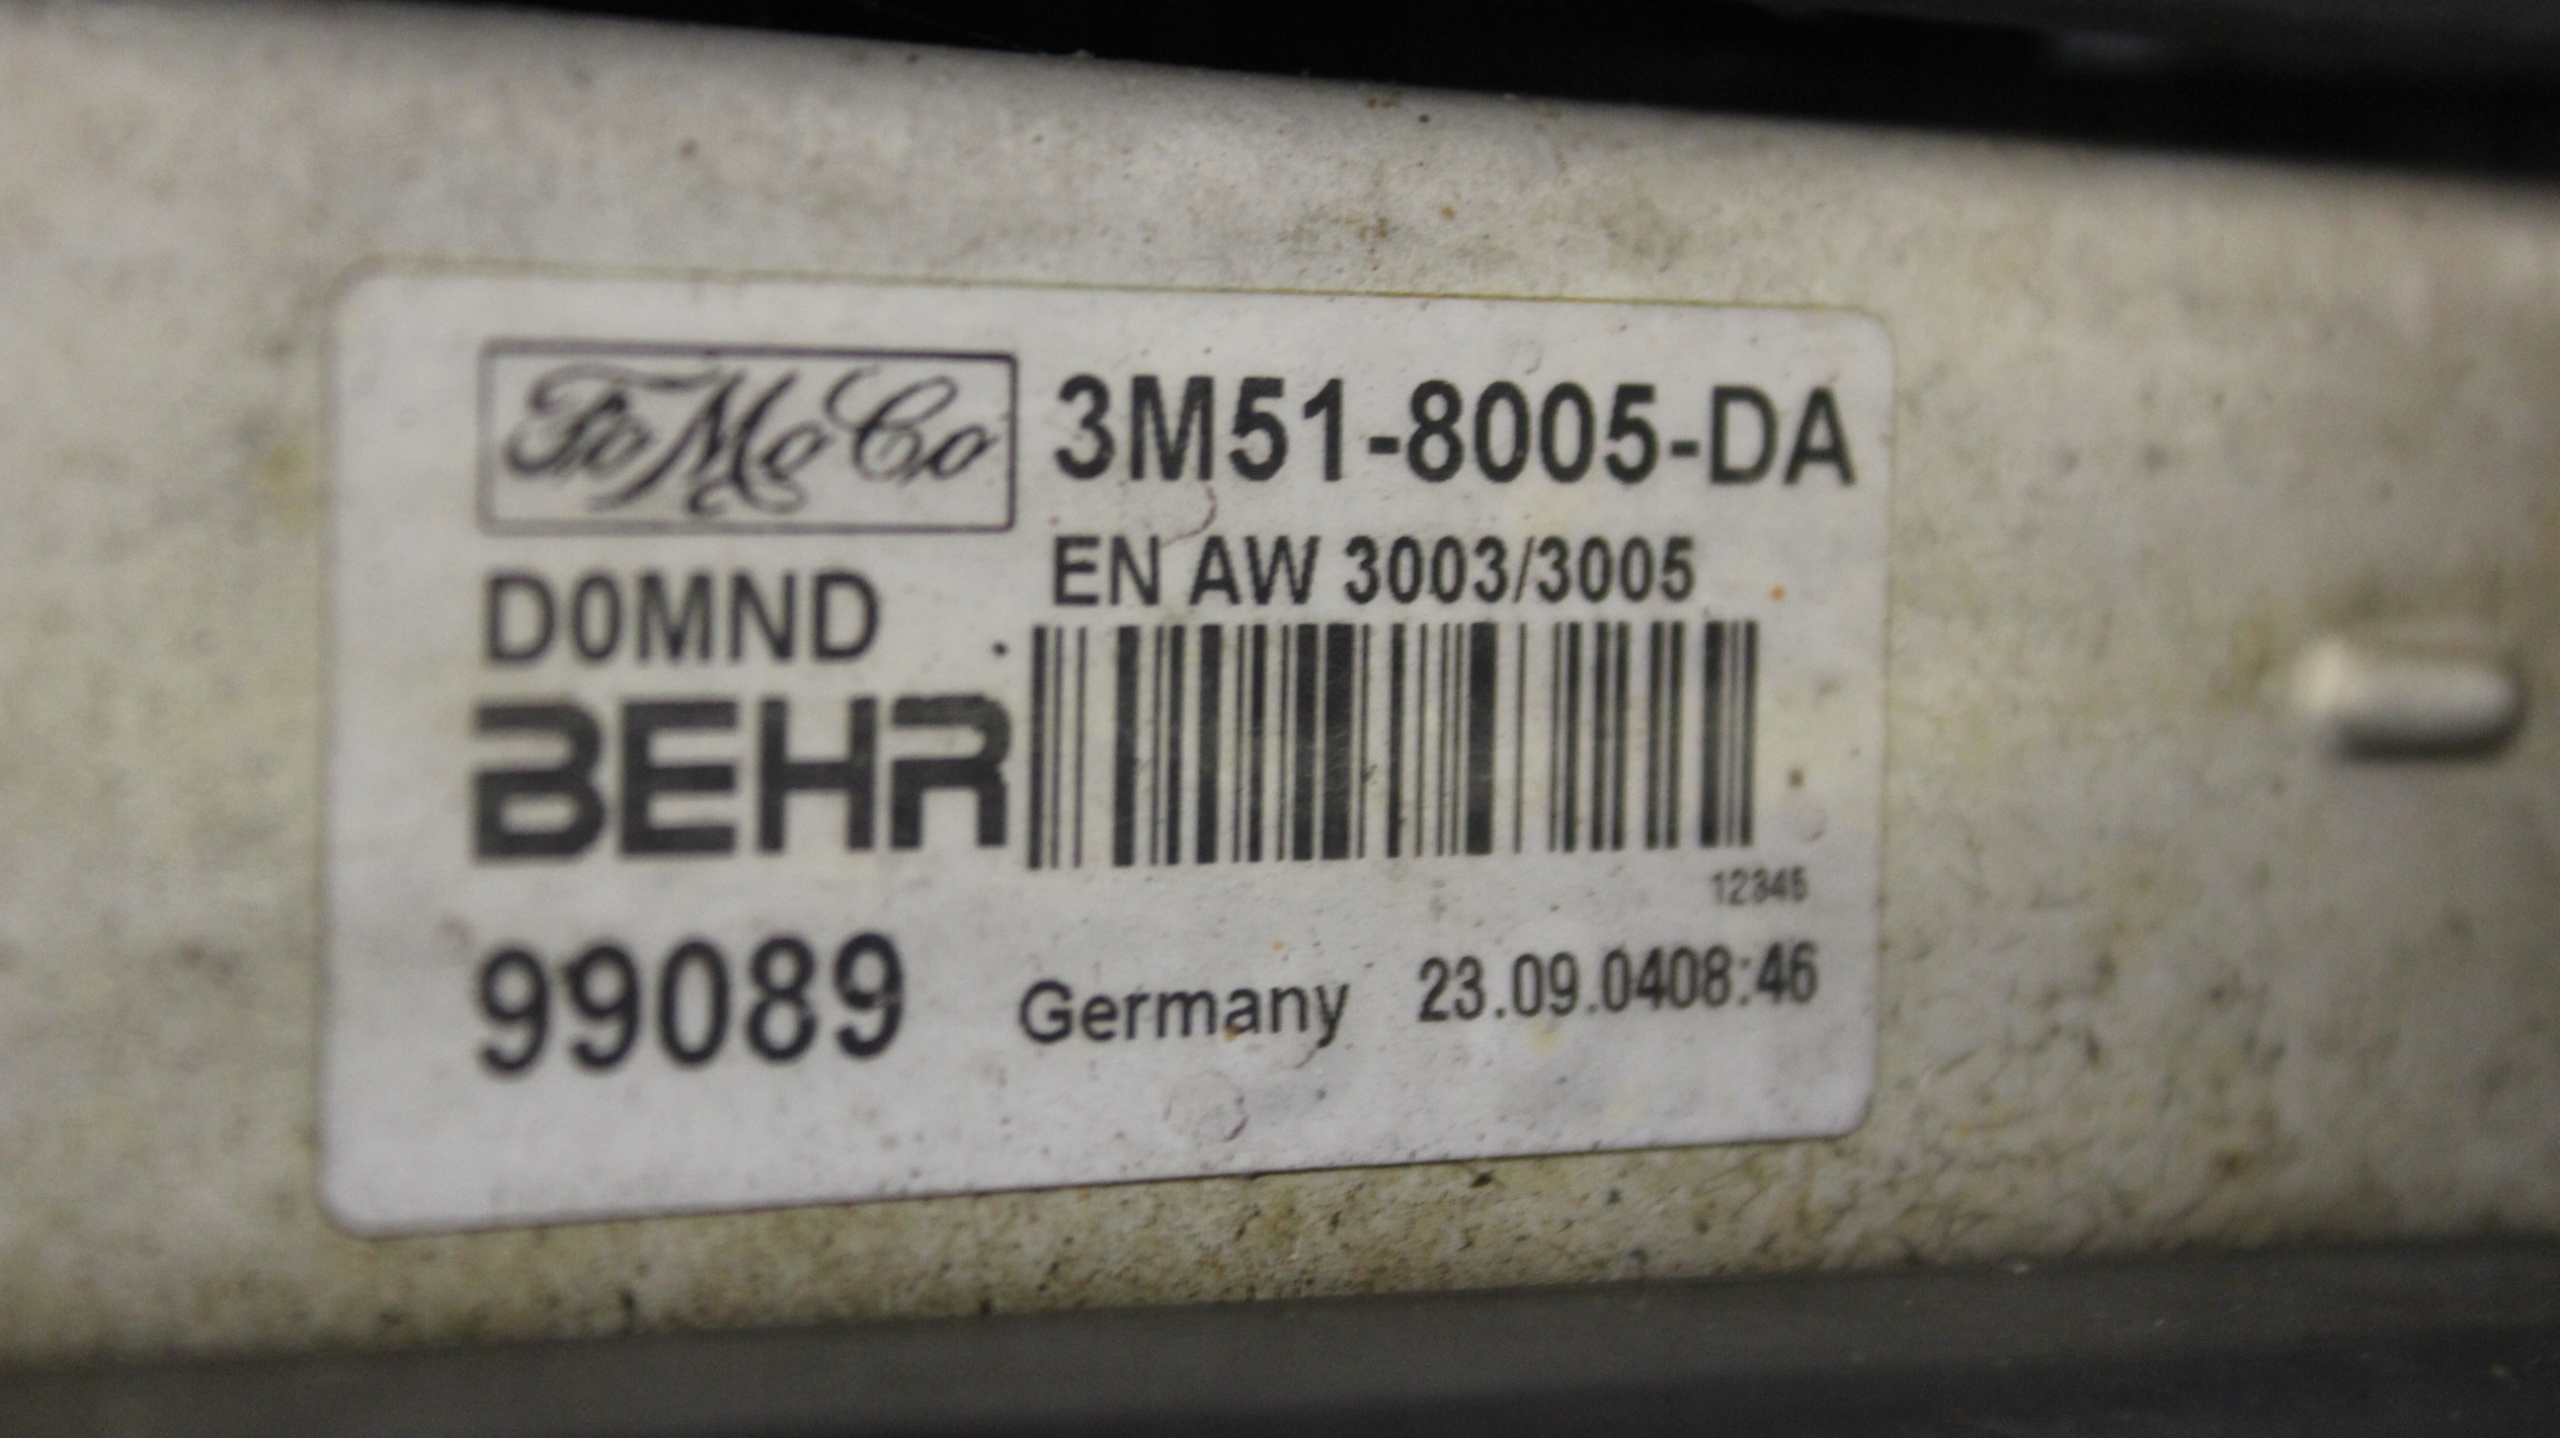 FoMoCo 3M51-8005-DA
EN AW 3003/3005
D0MND
BEHR
12345
99089 Germany 23.09.0408:46